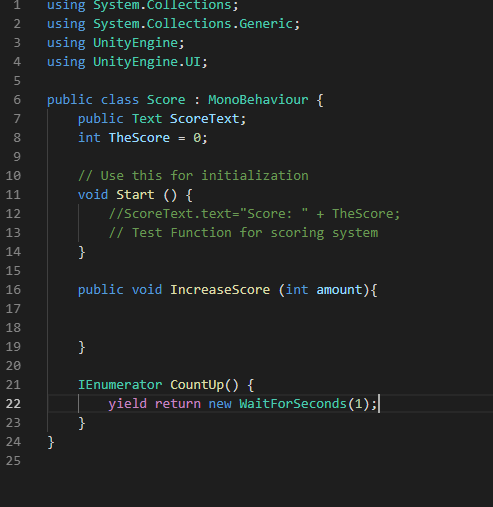 1 using System.Collections;
2 using System.Collections.Generic;
3 using UnityEngine;
4 using UnityEngine.UI;
5
6 public class Score : MonoBehaviour {
7 public Text ScoreText;
8 int TheScore = 0;
9
10 // Use this for initialization
11 void Start () {
12 //ScoreText.text="Score: " + TheScore;
13 // Test Function for scoring system
14 }
15
16 public void IncreaseScore (int amount){
17
18
19 }
20
21 IEnumerator CountUp() {
22 yield return new WaitForSeconds(1);
23 }
24 }
25